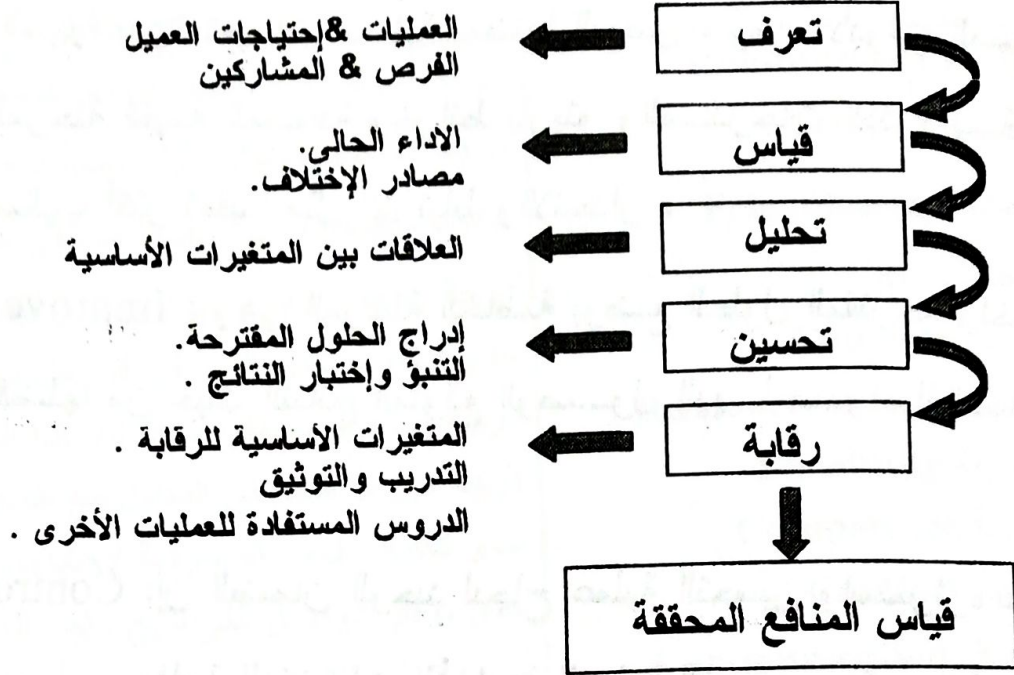 تعرف
العمليات &إحتياجات العميل
الفرص & المشاركين
قياس
الاداء الحالى.
مصادر الإختلاف.
تحليل
العلاقات بين المتغيرات الأساسية
تحسين
إدراج الحلول المقترحة.
التنبؤ وإختبار النتائج .
رقابة
المتغيرات الأساسية للرقابة .
التدريب والتوثيق
الدروس المستفادة للعمليات الأخرى .
قياس المنافع المحققة